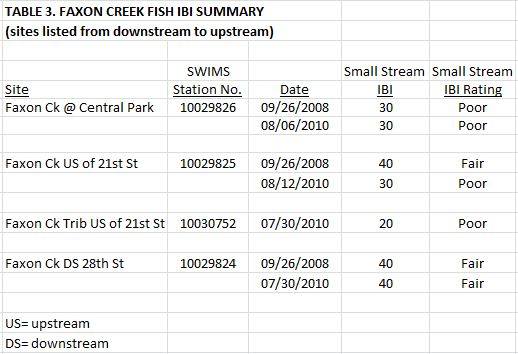 TABLE 3. FAXON CREEK FISH IBI SUMMARY
(sites listed from downstream to upstream)
SWIMS Small Stream Small Stream
Site Station No. Date IBI IBI Rating
Faxon Ck @ Central Park 10029826 09/26/2008 30 Poor
08/06/2010 30 Poor
Faxon Ck US of 21st St 10029825 09/26/2008 40 Fair
08/12/2010 30 Poor
Faxon Ck Trib US of 21st St 10030752 07/30/2010 20 Poor
Faxon Ck DS 28th St 10029824 09/26/2008 40 Fair
07/30/2010 40 Fair
US= upstream
DS= downstream